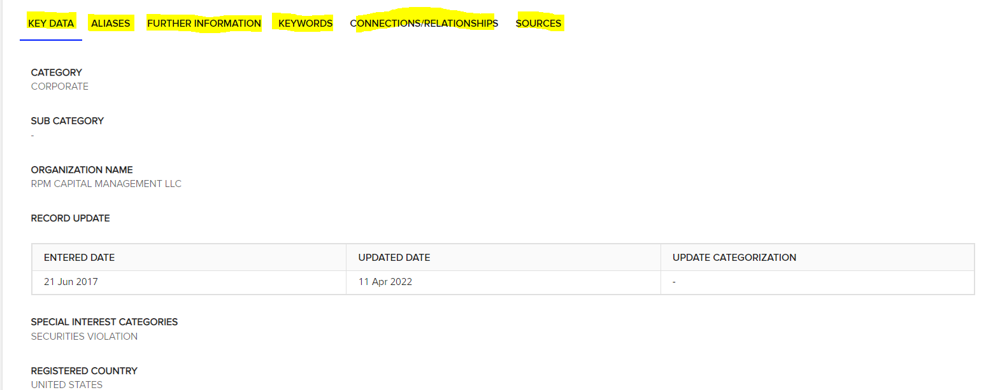 KEY DATA ALIASES FURTHER INFORMATION KEYWORDS CONNECTIONS/RELATIONSHIPS SOURCES
CATEGORY
CORPORATE
SUB CATEGORY
-
ORGANIZATION NAME
RPM CAPITAL MANAGEMENT LLC
RECORD UPDATE
ENTERED DATE UPDATED DATE UPDATE CATEGORIZATION
21 Jun 2017 11 Apr 2022 -
SPECIAL INTEREST CATEGORIES
SECURITIES VIOLATION
REGISTERED COUNTRY
UNITED STATES